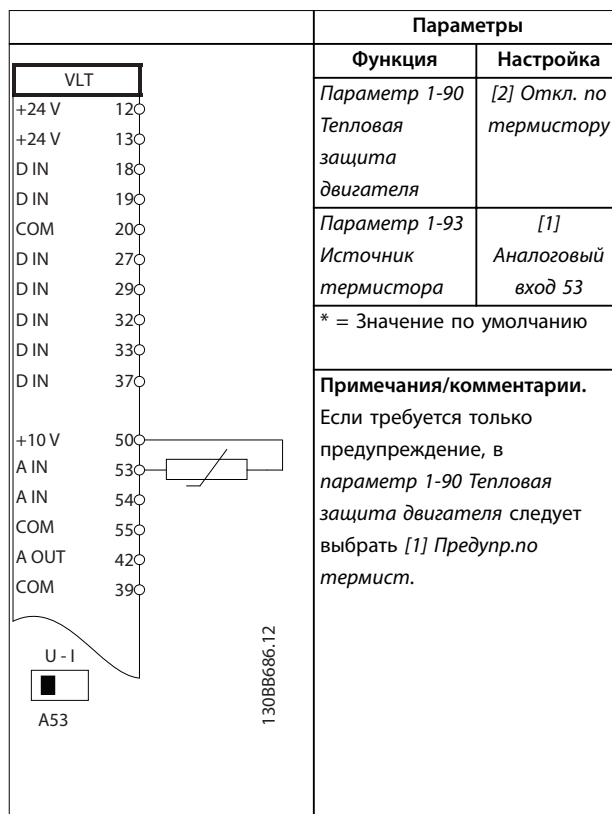 VLT
+24 V 12
+24 V 13
D IN 18
D IN 19
COM 20
D IN 27
D IN 29
D IN 32
D IN 33
D IN 37
+10 V 50
A IN 53
A IN 54
COM 55
A OUT 42
COM 39
U - I
A53
130BB686.12
Параметры
Функция Настройка
Параметр 1-90 [2] Откл. по
Тепловая термистору
защита
двигателя
Параметр 1-93 [1]
Источник Аналоговый
термистора вход 53
* = Значение по умолчанию
Примечания/комментарии.
Если требуется только
предупреждение, в
параметр 1-90 Тепловая
защита двигателя следует
выбрать [1] Предупр.по
термист.